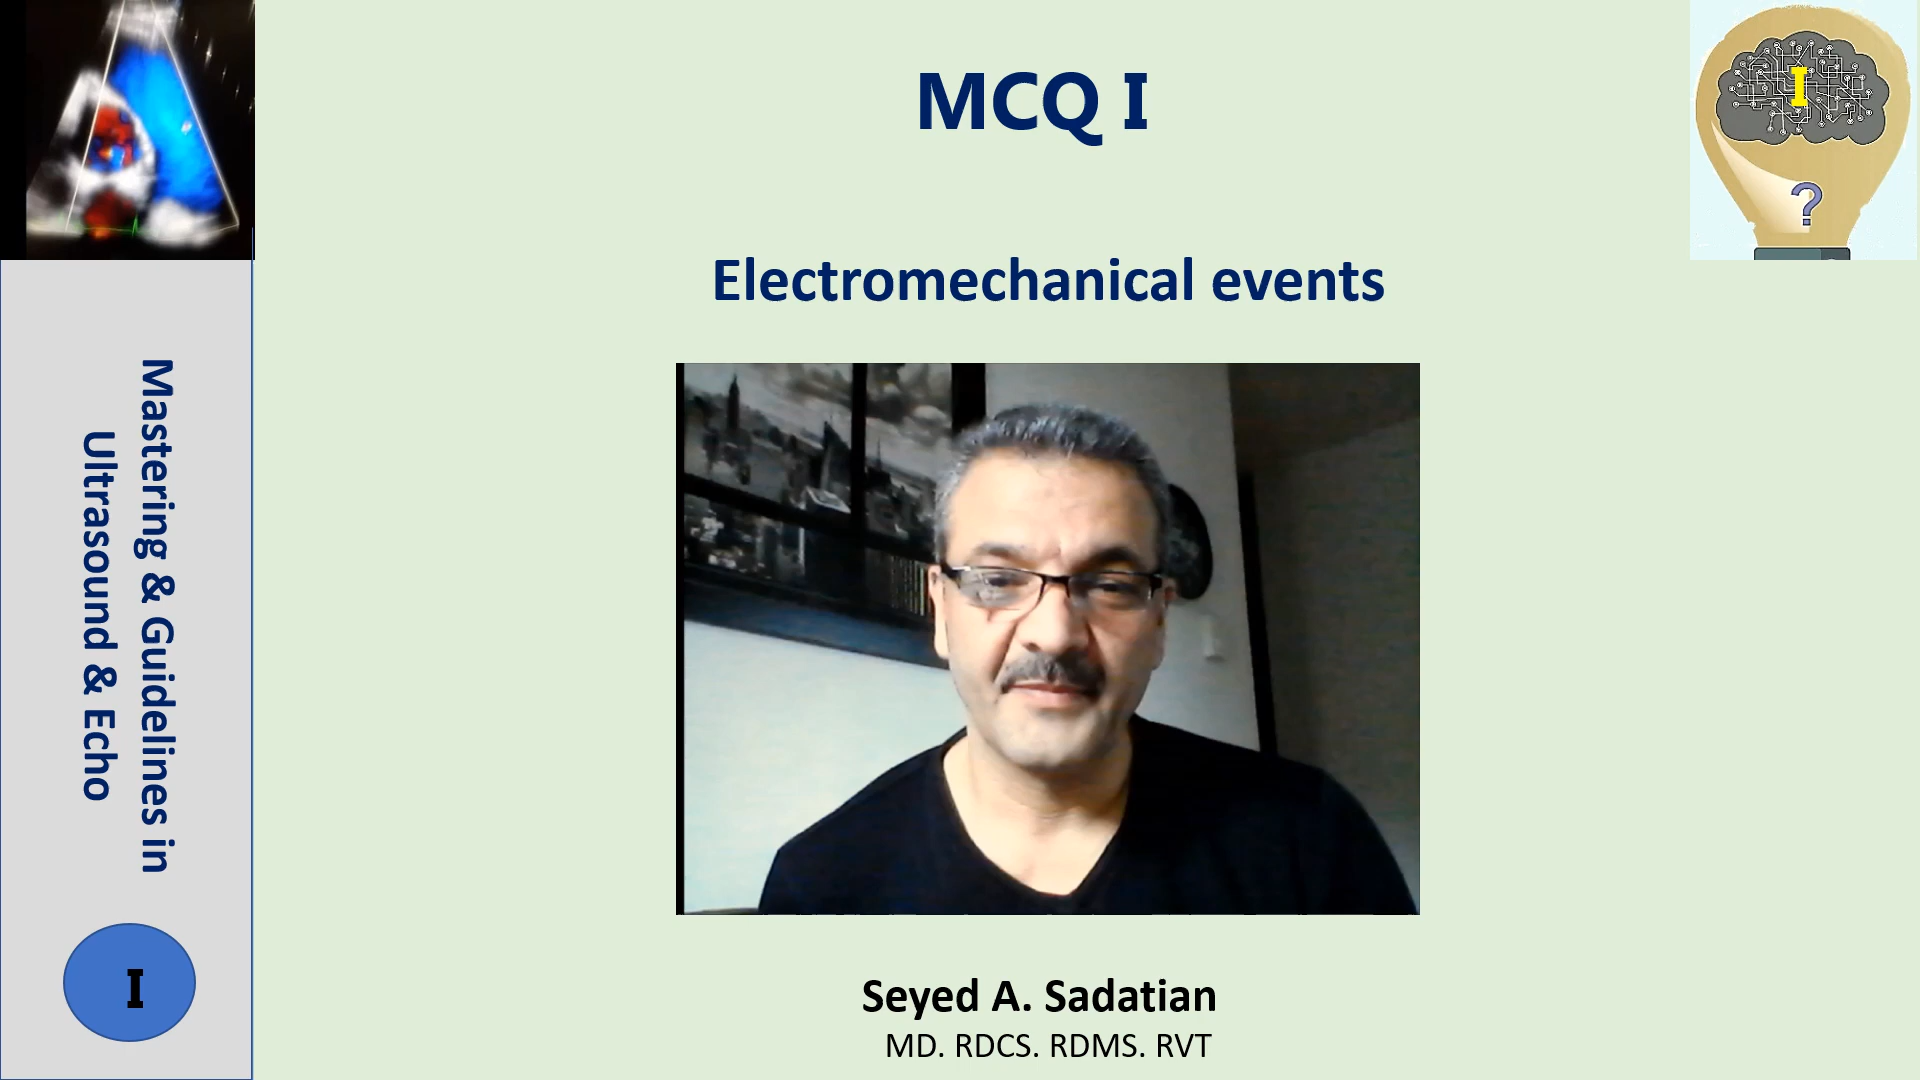 MCQ I
I
?
Electromechanical events
Mastering & Guidelines in
Ultrasound & Echo
I
Seyed A. Sadatian
MD. RDCS. RDMS. RVT